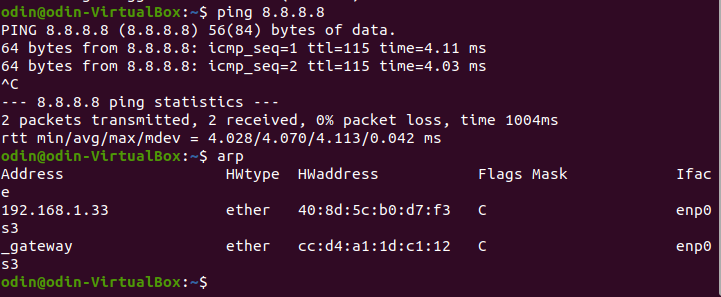 odin@odin-VirtualBox:~$ ping 8.8.8.8
PING 8.8.8.8 (8.8.8.8) 56(84) bytes of data.
64 bytes from 8.8.8.8: icmp_seq=1 ttl=115 time=4.11 ms
64 bytes from 8.8.8.8: icmp_seq=2 ttl=115 time=4.03 ms
^C
--- 8.8.8.8 ping statistics ---
2 packets transmitted, 2 received, 0% packet loss, time 1004ms
rtt min/avg/max/mdev = 4.028/4.070/4.113/0.042 ms
odin@odin-VirtualBox:~$ arp
Address                  HWtype  HWaddress           Flags Mask            Ifac
e
192.168.1.33             ether   40:8d:5c:b0:d7:f3   C                     enp0
s3
_gateway                 ether   cc:d4:a1:1d:c1:12   C                     enp0
s3
odin@odin-VirtualBox:~$